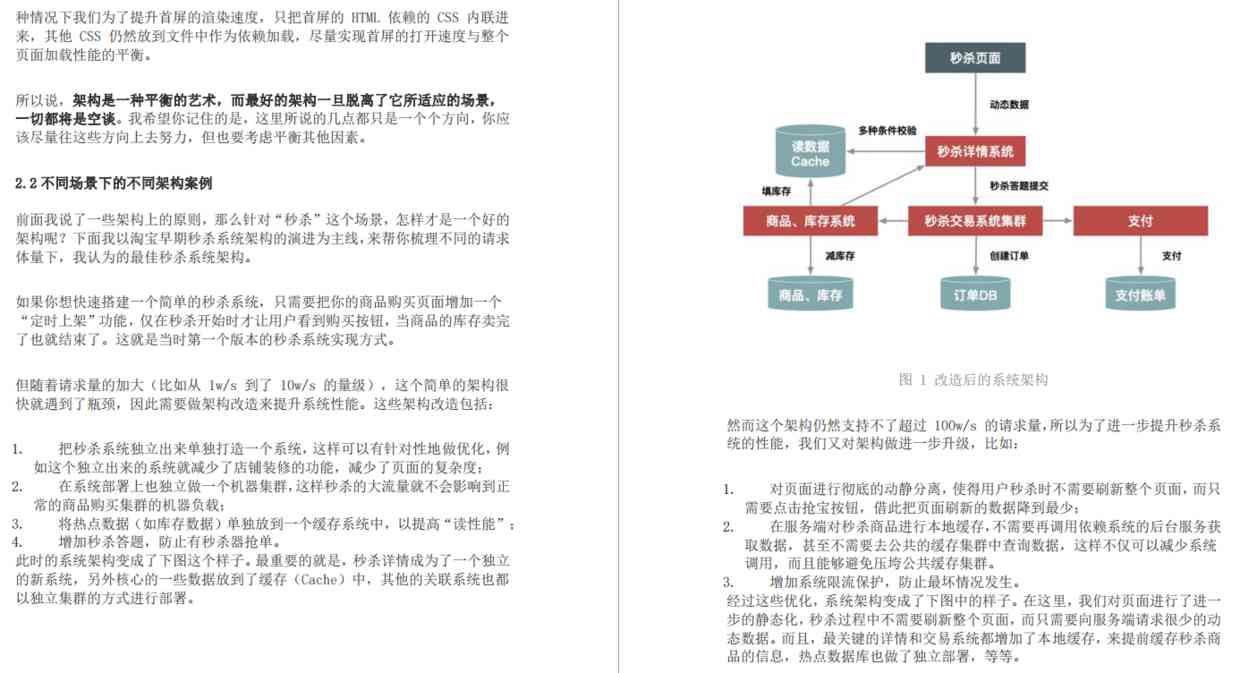 种情况下我们为了提升首屏的渲染速度，只把首屏的 HTML 依赖的 CSS 内联进
来，其他 CSS 仍然放到文件中作为依赖加载，尽量实现首屏的打开速度与整个
页面加载性能的平衡。
所以说，架构是一种平衡的艺术，而最好的架构一旦脱离了它所适应的场景，
一切都将是空谈。我希望你记住的是，这里所说的几点都只是一个个方向，你应
该尽量往这些方向上去努力，但也要考虑平衡其他因素。
2.2 不同场景下的不同架构案例
前面我说了一些架构上的原则，那么针对“秒杀”这个场景，怎样才是一个好的
架构呢？下面我以淘宝早期秒杀系统架构的演进为主线，来帮你梳理不同的请求
体量下，我认为的最佳秒杀系统架构。
如果你想快速搭建一个简单的秒杀系统，只需要把你的商品购买页面增加一个
“定时上架”功能，仅在秒杀开始时才让用户看到购买按钮，当商品的库存卖完
了也就结束了。这就是当时第一个版本的秒杀系统实现方式。
但随着请求量的加大（比如从 1w/s 到了 10w/s 的量级），这个简单的架构很
快就遇到了瓶颈，因此需要做架构改造来提升系统性能。这些架构改造包括：
1. 把秒杀系统独立出来单独打造一个系统，这样可以有针对性地做优化，例
如这个独立出来的系统就减少了店铺装修的功能，减少了页面的复杂度；
2. 在系统部署上也独立做一个机器集群，这样秒杀的大流量就不会影响到正
常的商品购买集群的机器负载；
3. 将热点数据（如库存数据）单独放到一个缓存系统中，以提高“读性能”；
4. 增加秒杀答题，防止有秒杀器抢单。
此时的系统架构变成了下图这个样子。最重要的就是，秒杀详情成为了一个独立
的新系统，另外核心的一些数据放到了缓存（Cache）中，其他的关联系统也都
以独立集群的方式进行部署。
秒杀页面
动态数据
多种条件校验
读数据
Cache
秒杀详情系统
填库存
秒杀答题提交
商品、库存系统
秒杀交易系统集群
支付
减库存
创建订单
支付
商品、库存
订单DB
支付账单
图 1 改造后的系统架构
然而这个架构仍然支持不了超过 100w/s 的请求量，所以为了进一步提升秒杀系
统的性能，我们又对架构做进一步升级，比如：
1. 对页面进行彻底的动静分离，使得用户秒杀时不需要刷新整个页面，而只
需要点击抢宝按钮，借此把页面刷新的数据降到最少；
2. 在服务端对秒杀商品进行本地缓存，不需要再调用依赖系统的后台服务获
取数据，甚至不需要去公共的缓存集群中查询数据，这样不仅可以减少系统
调用，而且能够避免压垮公共缓存集群。
3. 增加系统限流保护，防止最坏情况发生。
经过这些优化，系统架构变成了下图中的样子。在这里，我们对页面进行了进一
步的静态化，秒杀过程中不需要刷新整个页面，而只需要向服务端请求很少的动
态数据。而且，最关键的详情和交易系统都增加了本地缓存，来提前缓存秒杀商
品的信息，热点数据库也做了独立部署，等等。